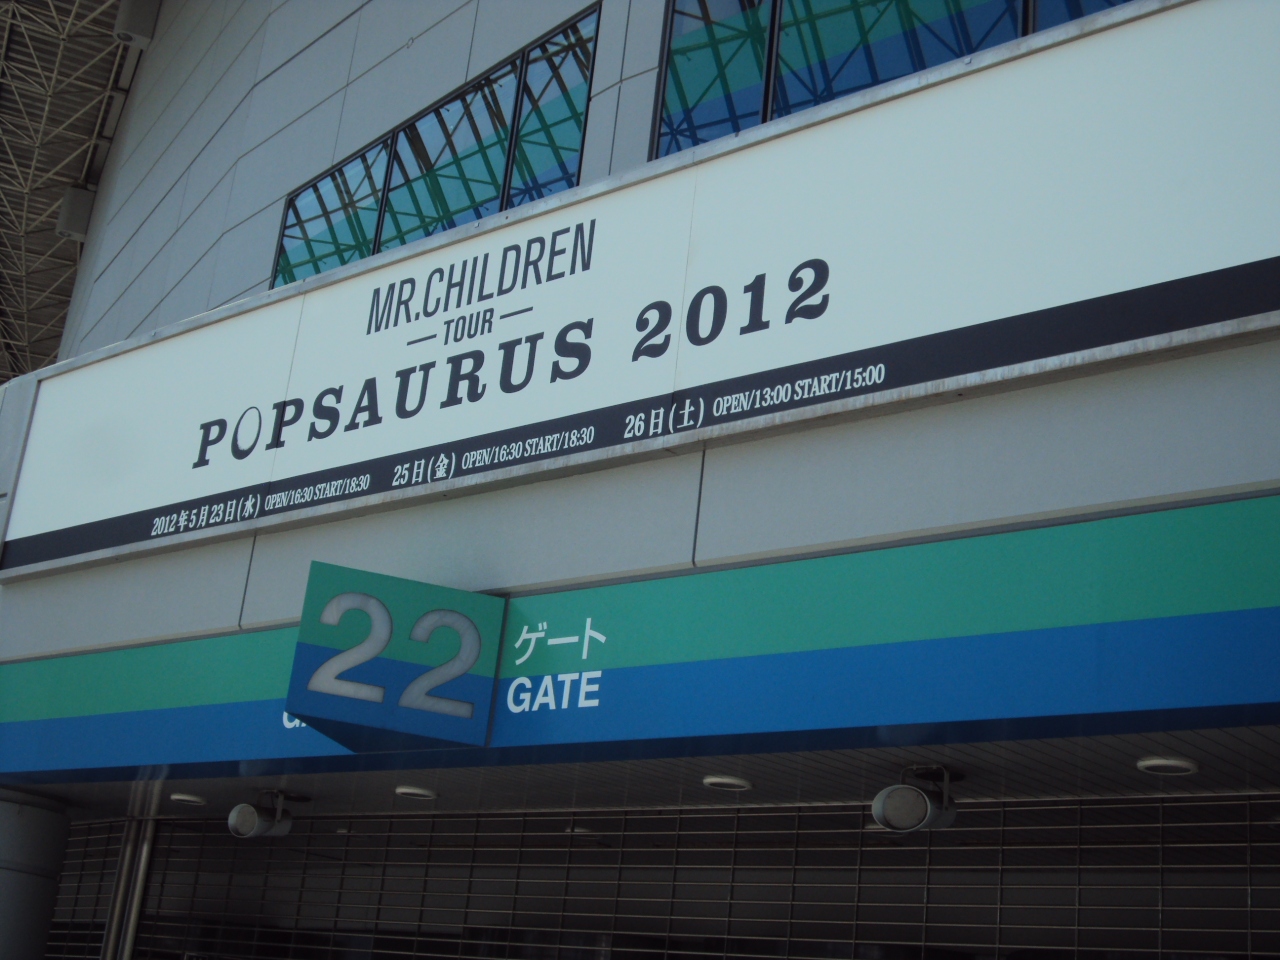 MR.CHILDREN
TOUR
POPSAURUS 2012
2012年5月23日(水) OPEN/16:30 START/18:30 25日(金) OPEN/16:30 START/18:30 26日(土) OPEN/13:00 START/15:00
22
ゲート
GATE